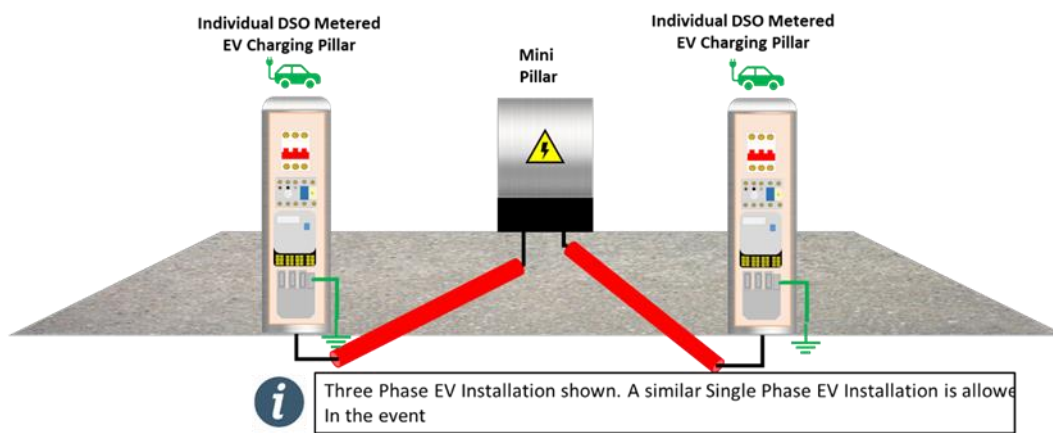 Individual DSO Metered
EV Charging Pillar
Mini
Pillar
Individual DSO Metered
EV Charging Pillar
i
Three Phase EV Installation shown. A similar Single Phase EV Installation is allowe
In the event